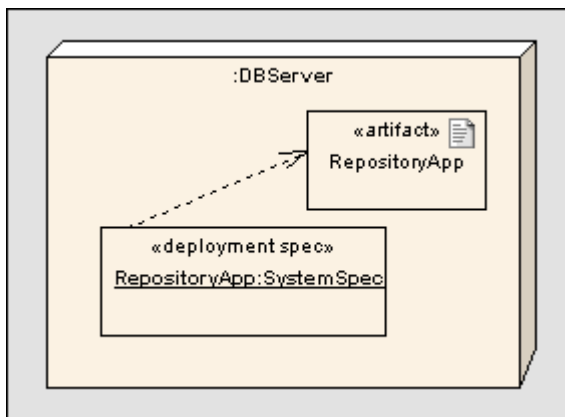 :DBServer
«artifact»
RepositoryApp
«deployment spec»
RepositoryApp:SystemSpec